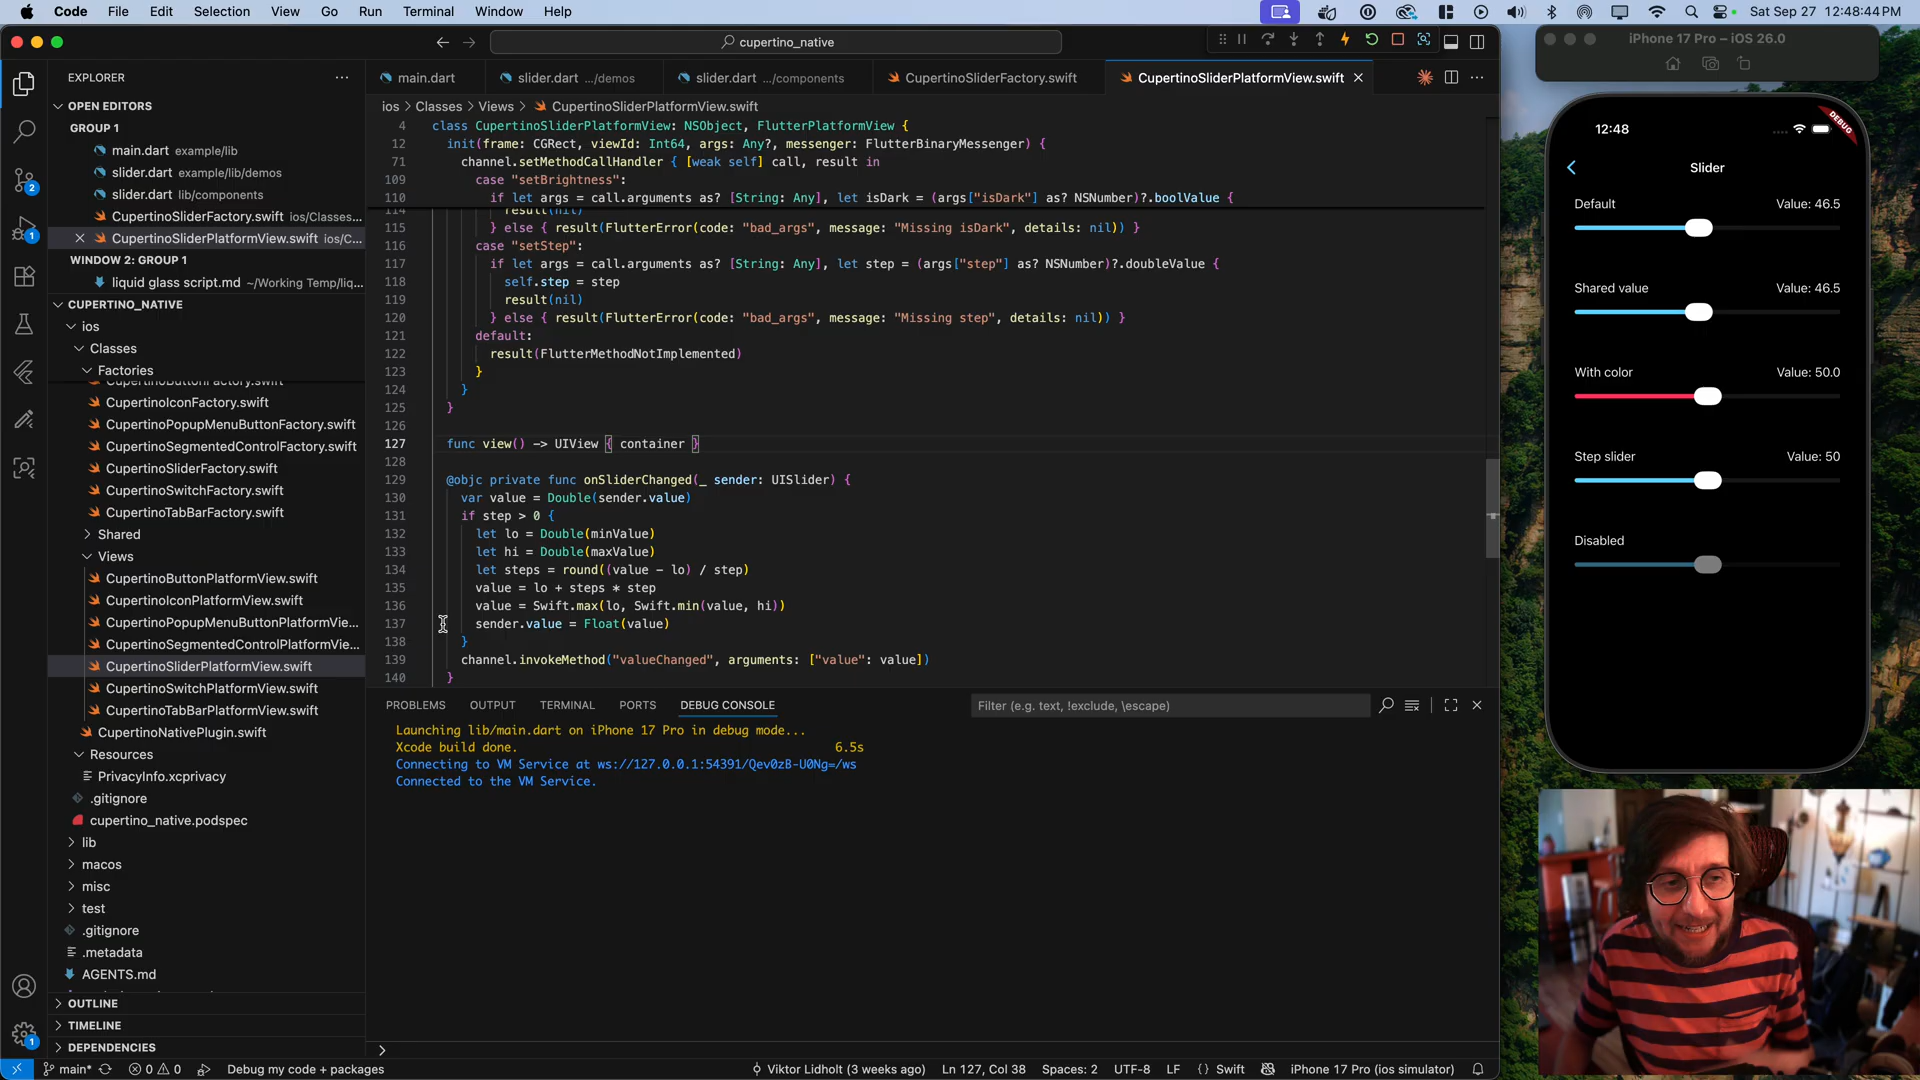 Code File Edit Selection View Go Run Terminal Window Help
Sat Sep 27 12:48:44 PM
cupertino_native
EXPLORER
OPEN EDITORS
GROUP 1
main.dart example/lib
slider.dart example/lib/demos
slider.dart lib/components
CupertinoSliderFactory.swift ios/Classes...
CupertinoSliderPlatformView.swift ios/C...
WINDOW 2: GROUP 1
liquid glass script.md ~/Working Temp/liq...
CUPERTINO_NATIVE
ios
Classes
Factories
CupertinoButtonFactory.swift
CupertinoIconFactory.swift
CupertinoPopupMenuButtonFactory.swift
CupertinoSegmentedControlFactory.swift
CupertinoSliderFactory.swift
CupertinoSwitchFactory.swift
CupertinoTabBarFactory.swift
Shared
Views
CupertinoButtonPlatformView.swift
CupertinoIconPlatformView.swift
CupertinoPopupMenuButtonPlatformVie...
CupertinoSegmentedControlPlatformVie...
CupertinoSliderPlatformView.swift
CupertinoSwitchPlatformView.swift
CupertinoTabBarPlatformView.swift
CupertinoNativePlugin.swift
Resources
PrivacyInfo.xcprivacy
.gitignore
cupertino_native.podspec
lib
macos
misc
test
.gitignore
.metadata
AGENTS.md
OUTLINE
TIMELINE
DEPENDENCIES
2
1
1
main.dart
slider.dart .../demos
slider.dart .../components
CupertinoSliderFactory.swift
CupertinoSliderPlatformView.swift
ios > Classes > Views > CupertinoSliderPlatformView.swift
4 class CupertinoSliderPlatformView: NSObject, FlutterPlatformView {
12 init(frame: CGRect, viewId: Int64, args: Any?, messenger: FlutterBinaryMessenger) {
71 channel.setMethodCallHandler { [weak self] call, result in
109 case "setBrightness":
110 if let args = call.arguments as? [String: Any], let isDark = (args["isDark"] as? NSNumber)?.boolValue {
114 result(nil)
115 } else { result(FlutterError(code: "bad_args", message: "Missing isDark", details: nil)) }
116 case "setStep":
117 if let args = call.arguments as? [String: Any], let step = (args["step"] as? NSNumber)?.doubleValue {
118 self.step = step
119 result(nil)
120 } else { result(FlutterError(code: "bad_args", message: "Missing step", details: nil)) }
121 default:
122 result(FlutterMethodNotImplemented)
123 }
124 }
125 }
126
127 func view() -> UIView { container }
128
129 @objc private func onSliderChanged(_ sender: UISlider) {
130 var value = Double(sender.value)
131 if step > 0 {
132 let lo = Double(minValue)
133 let hi = Double(maxValue)
134 let steps = round((value - lo) / step)
135 value = lo + steps * step
136 value = Swift.max(lo, Swift.min(value, hi))
137 sender.value = Float(value)
138 }
139 channel.invokeMethod("valueChanged", arguments: ["value": value])
140 }
PROBLEMS OUTPUT TERMINAL PORTS DEBUG CONSOLE
Filter (e.g. text, !exclude, \escape)
Launching lib/main.dart on iPhone 17 Pro in debug mode...
Xcode build done. 6.5s
Connecting to VM Service at ws://127.0.0.1:54391/Qev0zB-U0Ng=/ws
Connected to the VM Service.
main* 0 0 Debug my code + packages
Viktor Lidholt (3 weeks ago) Ln 127, Col 38 Spaces: 2 UTF-8 LF {} Swift iPhone 17 Pro (ios simulator)
iPhone 17 Pro – iOS 26.0
12:48
DEBUG
Slider
Default Value: 46.5
Shared value Value: 46.5
With color Value: 50.0
Step slider Value: 50
Disabled